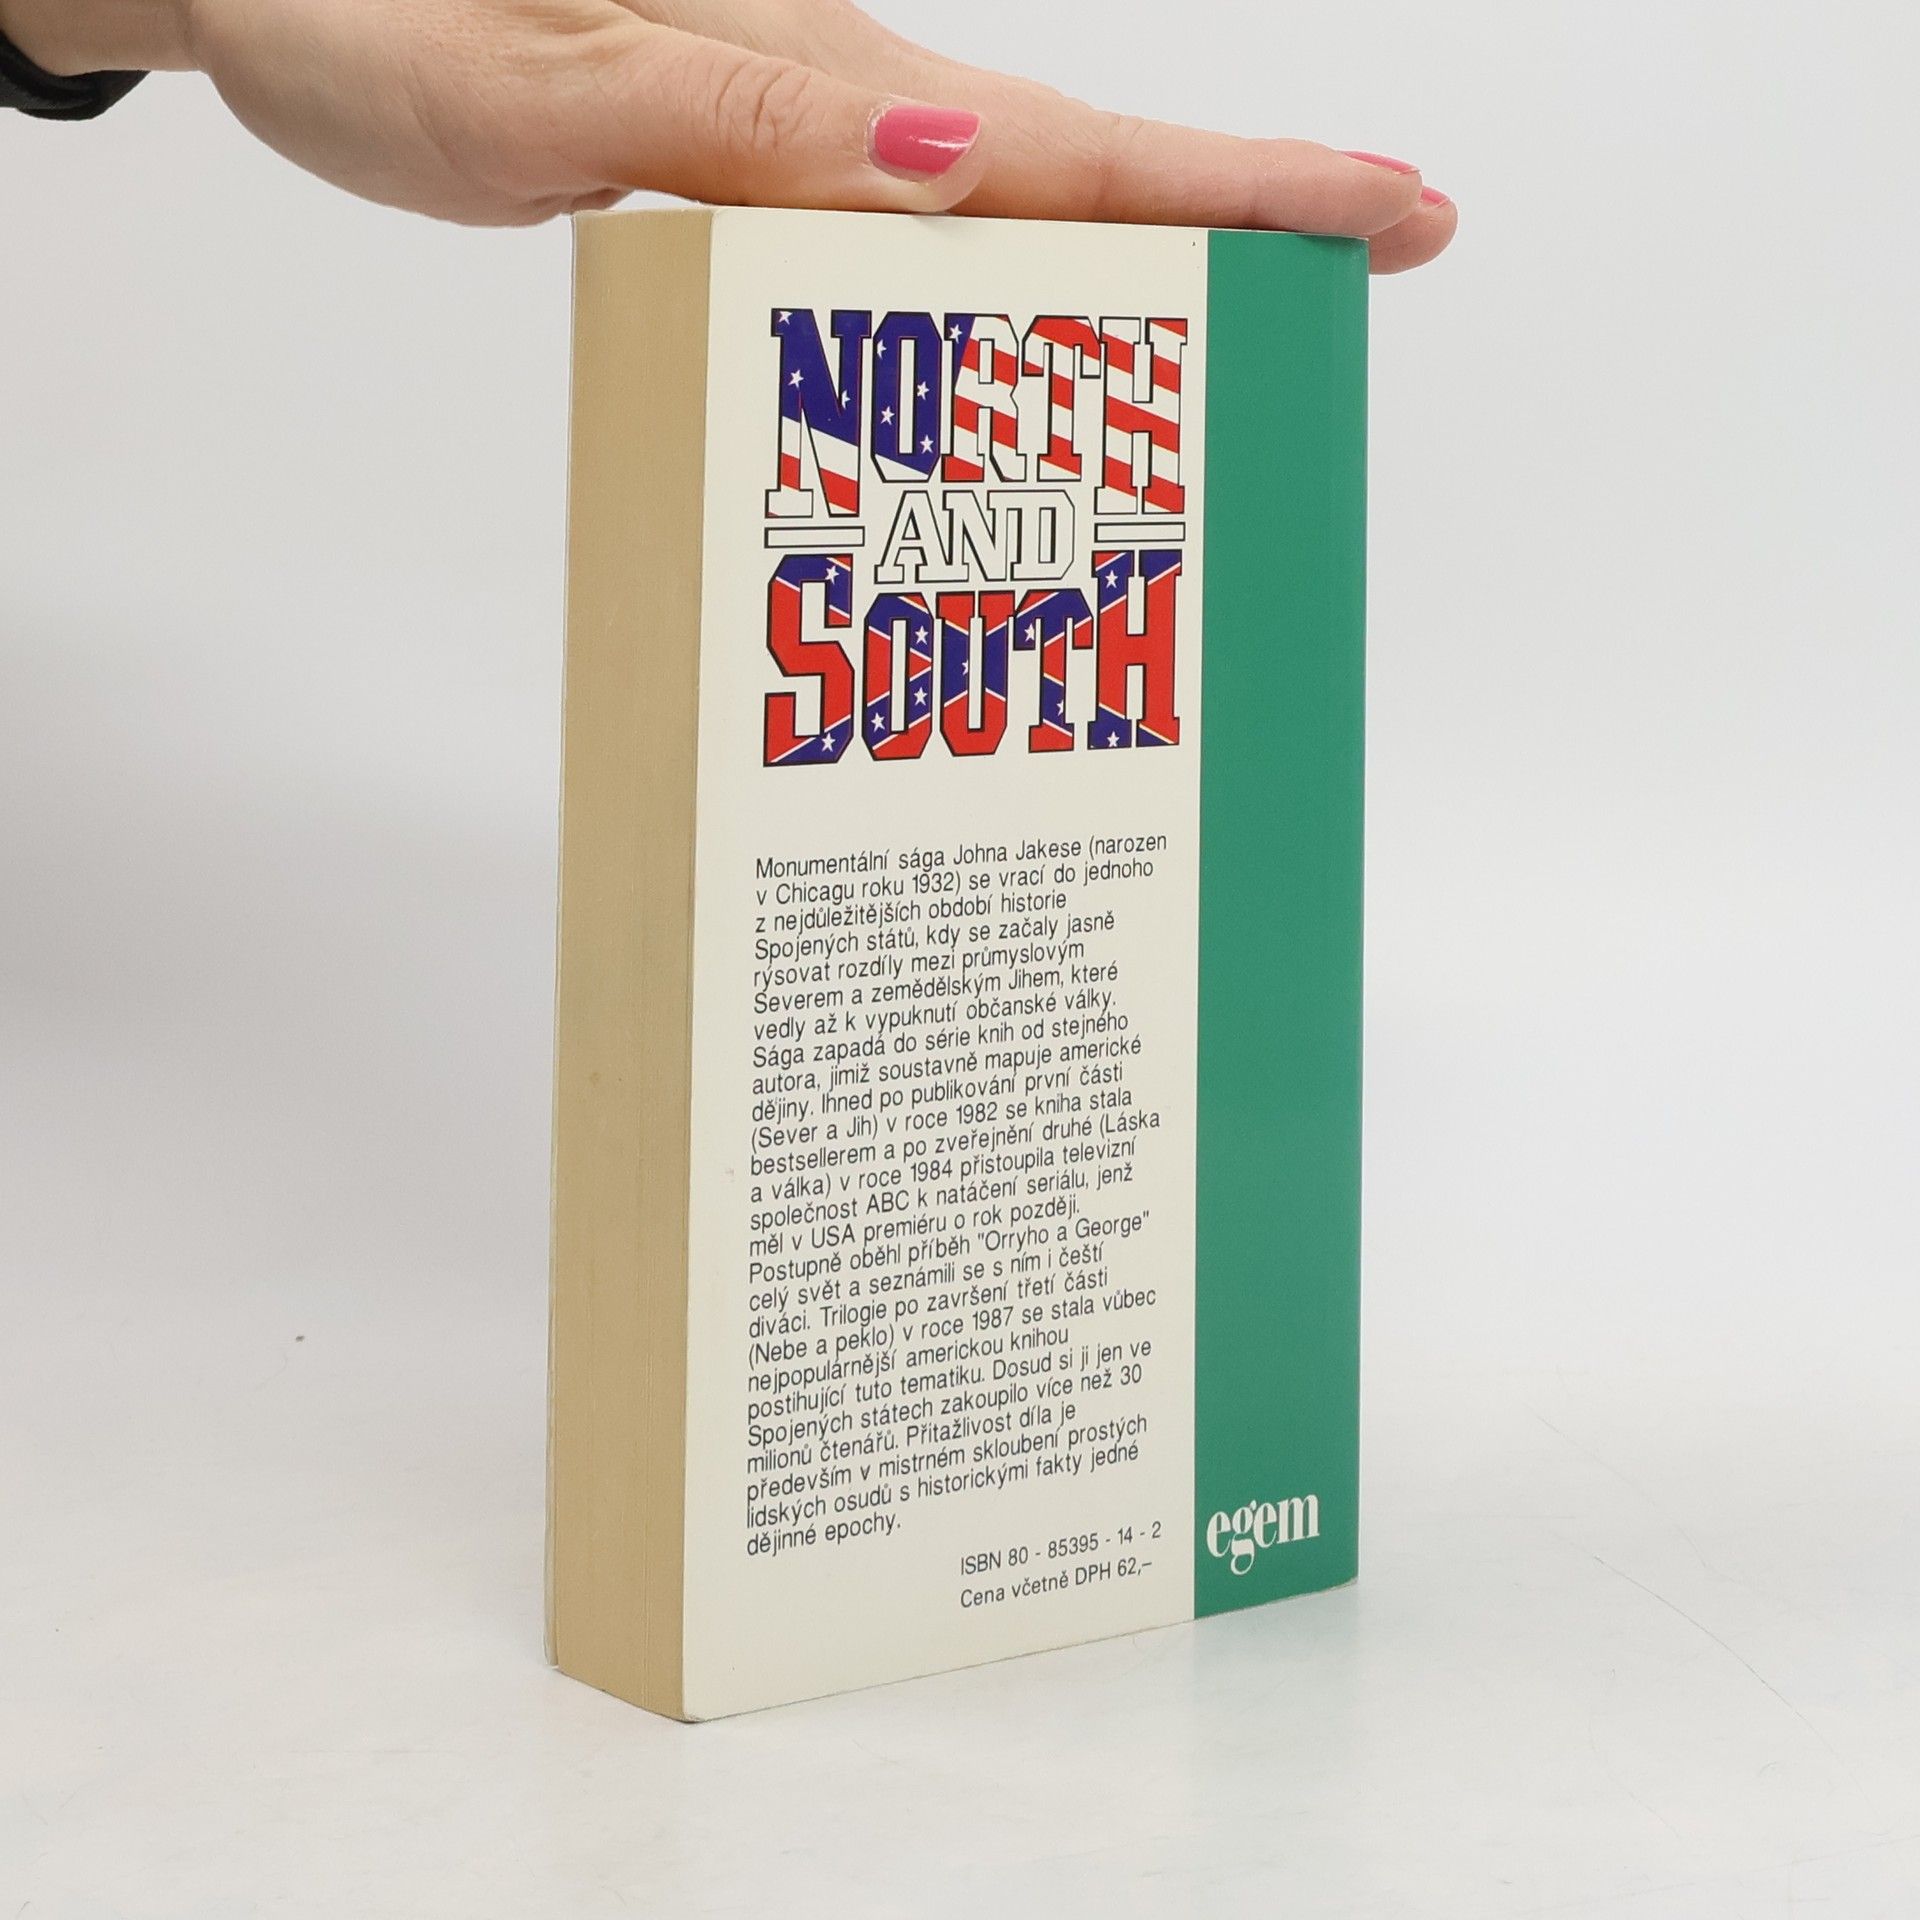 NORTH
AND
SOUTH
Monumentální sága Johna Jakese (narozen
v Chicagu roku 1932) se vrací do jednoho
z nejdůležitějších období historie
Spojených států, kdy se začaly jasně
rýsovat rozdíly mezi průmyslovým
Severem a zemědělským Jihem, které
vedly až k vypuknutí občanské války.
Sága zapadá do série knih od stejného
autora, jimiž soustavně mapuje americké
dějiny. Ihned po publikování první části
(Sever a Jih) v roce 1982 se kniha stala
bestsellerem a po zveřejnění druhé (Láska
a válka) v roce 1984 přistoupila televizní
společnost ABC k natáčení seriálu, jenž
měl v USA premiéru o rok později.
Postupně oběhl příběh "Orryho a George"
celý svět a seznámili se s ním i čeští
diváci. Trilogie po završení třetí části
(Nebe a peklo) v roce 1987 se stala vůbec
nejpopulárnější americkou knihou
postihující tuto tematiku. Dosud si ji jen ve
Spojených státech zakoupilo více než 30
milionů čtenářů. Přitažlivost díla je
především v mistrném skloubení prostých
lidských osudů s historickými fakty jedné
dějinné epochy.
ISBN 80 - 85395 - 14 - 2
Cena včetně DPH 62,–
egem